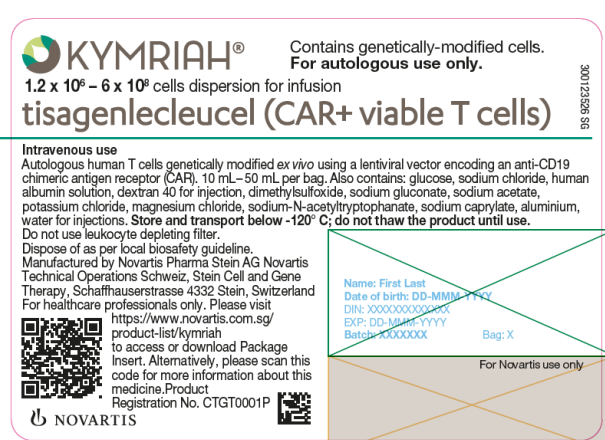 KYMRIAH®
Contains genetically-modified cells.
For autologous use only.
1.2 x 10⁶ – 6 x 10⁸ cells dispersion for infusion
tisagenlecleucel (CAR+ viable T cells)
300123526 SG
Intravenous use
Autologous human T cells genetically modified ex vivo using a lentiviral vector encoding an anti-CD19
chimeric antigen receptor (CAR). 10 mL– 50 mL per bag. Also contains: glucose, sodium chloride, human
albumin solution, dextran 40 for injection, dimethylsulfoxide, sodium gluconate, sodium acetate,
potassium chloride, magnesium chloride, sodium-N-acetyltryptophanate, sodium caprylate, aluminium,
water for injections. Store and transport below -120° C; do not thaw the product until use.
Do not use leukocyte depleting filter.
Dispose of as per local biosafety guideline.
Manufactured by Novartis Pharma Stein AG Novartis
Technical Operations Schweiz, Stein Cell and Gene
Therapy, Schaffhauserstrasse 4332 Stein, Switzerland
For healthcare professionals only. Please visit
https://www.novartis.com.sg/
product-list/kymriah
to access or download Package
Insert. Alternatively, please scan this
code for more information about this
medicine.Product
Registration No. CTGT0001P
NOVARTIS
Name: First Last
Date of birth: DD-MMM-YYYY
DIN: XXXXXXXXXXXXX
EXP: DD-MMM-YYYY
Batch: XXXXXXX Bag: X
For Novartis use only